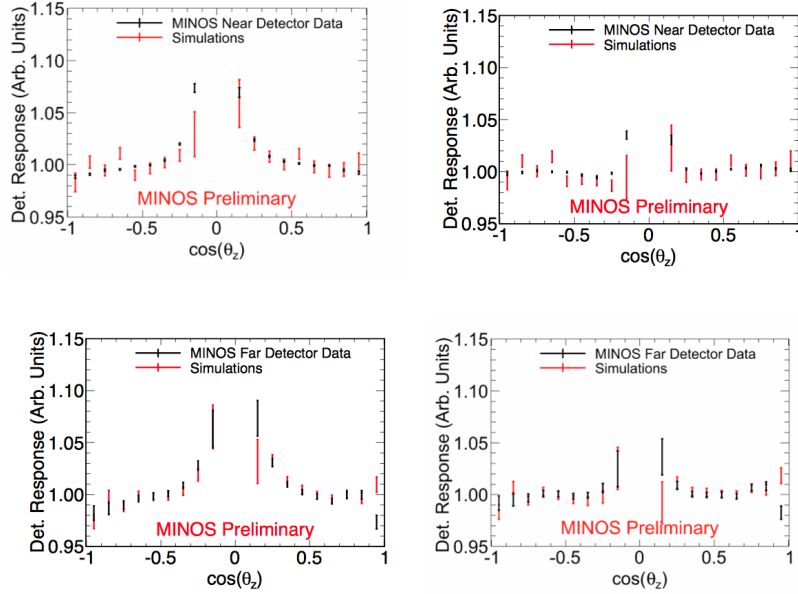 Det. Response (Arb. Units)
1.15
1.10
1.05
1.00
0.95
MINOS Near Detector Data
Simulations
MINOS Preliminary
-1 -0.5 0 0.5 1
cos(θz)
Det. Response (Arb. Units)
1.15
1.10
1.05
1.00
0.95
MINOS Near Detector Data
Simulations
MINOS Preliminary
-1 -0.5 0 0.5 1
cos(θz)
Det. Response (Arb. Units)
1.15
1.10
1.05
1.00
0.95
MINOS Far Detector Data
Simulations
MINOS Preliminary
-1 -0.5 0 0.5 1
cos(θz)
Det. Response (Arb. Units)
1.15
1.10
1.05
1.00
0.95
MINOS Far Detector Data
Simulations
MINOS Preliminary
-1 -0.5 0 0.5 1
cos(θz)